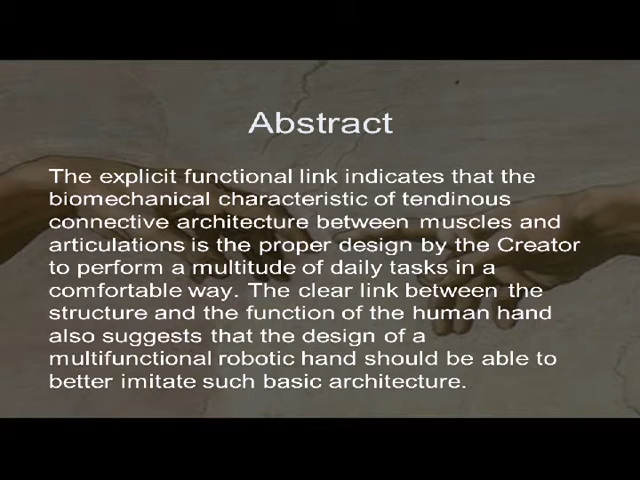 Abstract
The explicit functional link indicates that the
biomechanical characteristic of tendinous
connective architecture between muscles and
articulations is the proper design by the Creator
to perform a multitude of daily tasks in a
comfortable way. The clear link between the
structure and the function of the human hand
also suggests that the design of a
multifunctional robotic hand should be able to
better imitate such basic architecture.